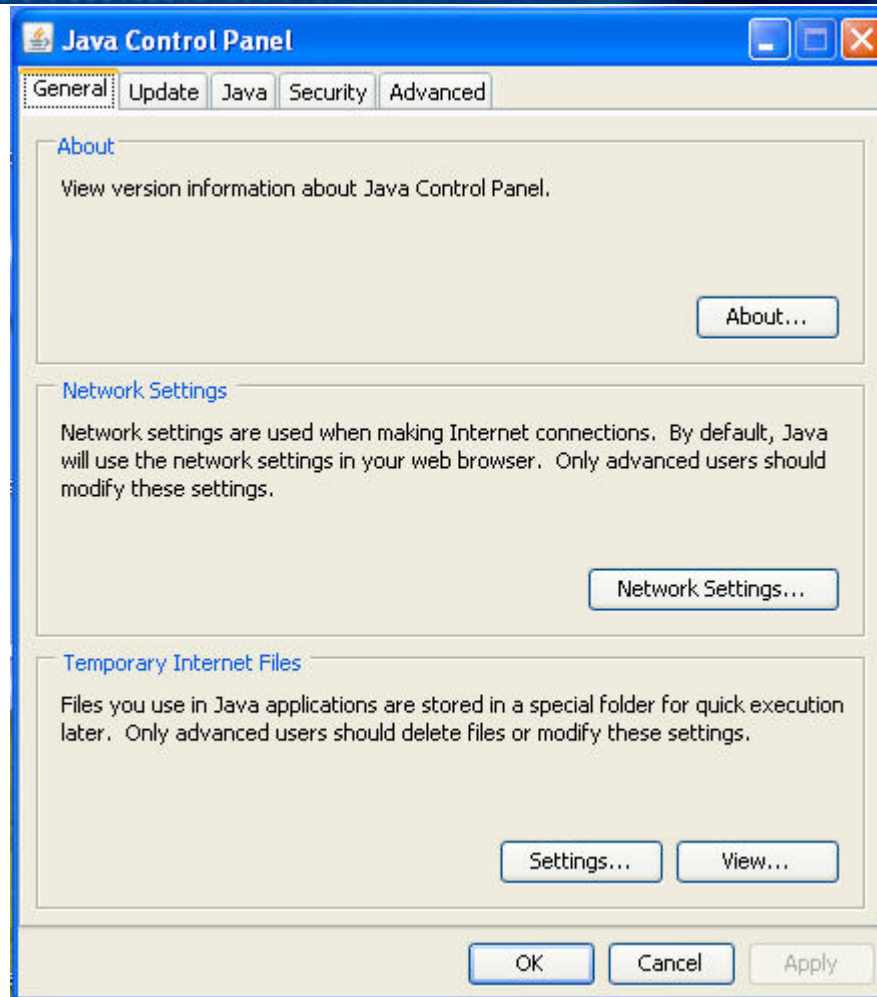 Java Control Panel
General Update Java Security Advanced
About
View version information about Java Control Panel.
About...
Network Settings
Network settings are used when making Internet connections. By default, Java
will use the network settings in your web browser. Only advanced users should
modify these settings.
Network Settings...
Temporary Internet Files
Files you use in Java applications are stored in a special folder for quick execution
later. Only advanced users should delete files or modify these settings.
Settings... View...
OK Cancel Apply